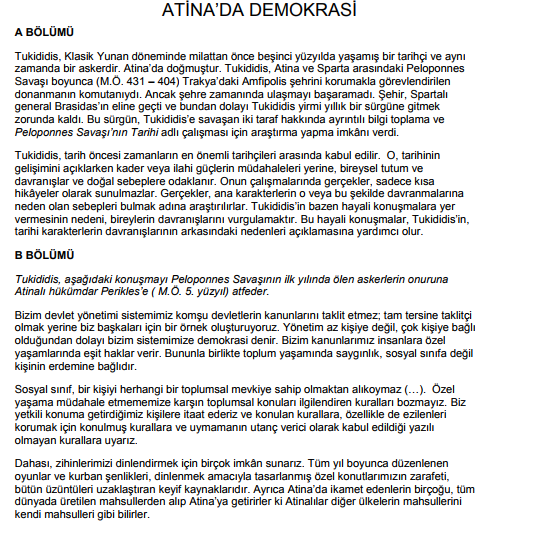 ATİNA'DA DEMOKRASİ
A BÖLÜMÜ
Tukididis, Klasik Yunan döneminde milattan önce beşinci yüzyılda yaşamış bir tarihçi ve aynı
zamanda bir askerdir. Atina'da doğmuştur. Tukididis, Atina ve Sparta arasındaki Peloponnes
Savaşı boyunca (M.Ö. 431 – 404) Trakya'daki Amfipolis şehrini korumakla görevlendirilen
donanmanın komutanıydı. Ancak şehre zamanında ulaşmayı başaramadı. Şehir, Spartalı
general Brasidas'ın eline geçti ve bundan dolayı Tukididis yirmi yıllık bir sürgüne gitmek
zorunda kaldı. Bu sürgün, Tukididis'e savaşan iki taraf hakkında ayrıntılı bilgi toplama ve
Peloponnes Savaşı'nın Tarihi adlı çalışması için araştırma yapma imkânı verdi.
Tukididis, tarih öncesi zamanların en önemli tarihçileri arasında kabul edilir. O, tarihinin
gelişimini açıklarken kader veya ilahi güçlerin müdahaleleri yerine, bireysel tutum ve
davranışlar ve doğal sebeplere odaklanır. Onun çalışmalarında gerçekler, sadece kısa
hikâyeler olarak sunulmazlar. Gerçekler, ana karakterlerin o veya bu şekilde davranmalarına
neden olan sebepleri bulmak adına araştırılırlar. Tukididis'in bazen hayali konuşmalara yer
vermesinin nedeni, bireylerin davranışlarını vurgulamaktır. Bu hayali konuşmalar, Tukididis'in,
tarihi karakterlerin davranışlarının arkasındaki nedenleri açıklamasına yardımcı olur.
B BÖLÜMÜ
Tukididis, aşağıdaki konuşmayı Peloponnes Savaşının ilk yılında ölen askerlerin onuruna
Atinalı hükümdar Perikles'e ( M.Ö. 5. yüzyıl) atfeder.
Bizim devlet yönetimi sistemimiz komşu devletlerin kanunlarını taklit etmez; tam tersine taklitçi
olmak yerine biz başkaları için bir örnek oluşturuyoruz. Yönetim az kişiye değil, çok kişiye bağlı
olduğundan dolayı bizim sistemimize demokrasi denir. Bizim kanunlarımız insanlara özel
yaşamlarında eşit haklar verir. Bununla birlikte toplum yaşamında saygınlık, sosyal sınıfa değil
kişinin erdemine bağlıdır.
Sosyal sınıf, bir kişiyi herhangi bir toplumsal mevkiye sahip olmaktan alıkoymaz (…). Özel
yaşama müdahale etmememize karşın toplumsal konuları ilgilendiren kuralları bozmayız. Biz
yetkili konuma getirdiğimiz kişilere itaat ederiz ve konulan kurallara, özellikle de ezilenleri
korumak için konulmuş kurallara ve uymamanın utanç verici olarak kabul edildiği yazılı
olmayan kurallara uyarız.
Dahası, zihinlerimizi dinlendirmek için birçok imkân sunarız. Tüm yıl boyunca düzenlenen
oyunlar ve kurban şenlikleri, dinlenmek amacıyla tasarlanmış özel konutlarımızın zarafeti,
bütün üzüntüleri uzaklaştıran keyif kaynaklarıdır. Ayrıca Atina'da ikamet edenlerin birçoğu, tüm
dünyada üretilen mahsullerden alıp Atina'ya getirirler ki Atinalılar diğer ülkelerin mahsullerini
kendi mahsulleri gibi bilirler.